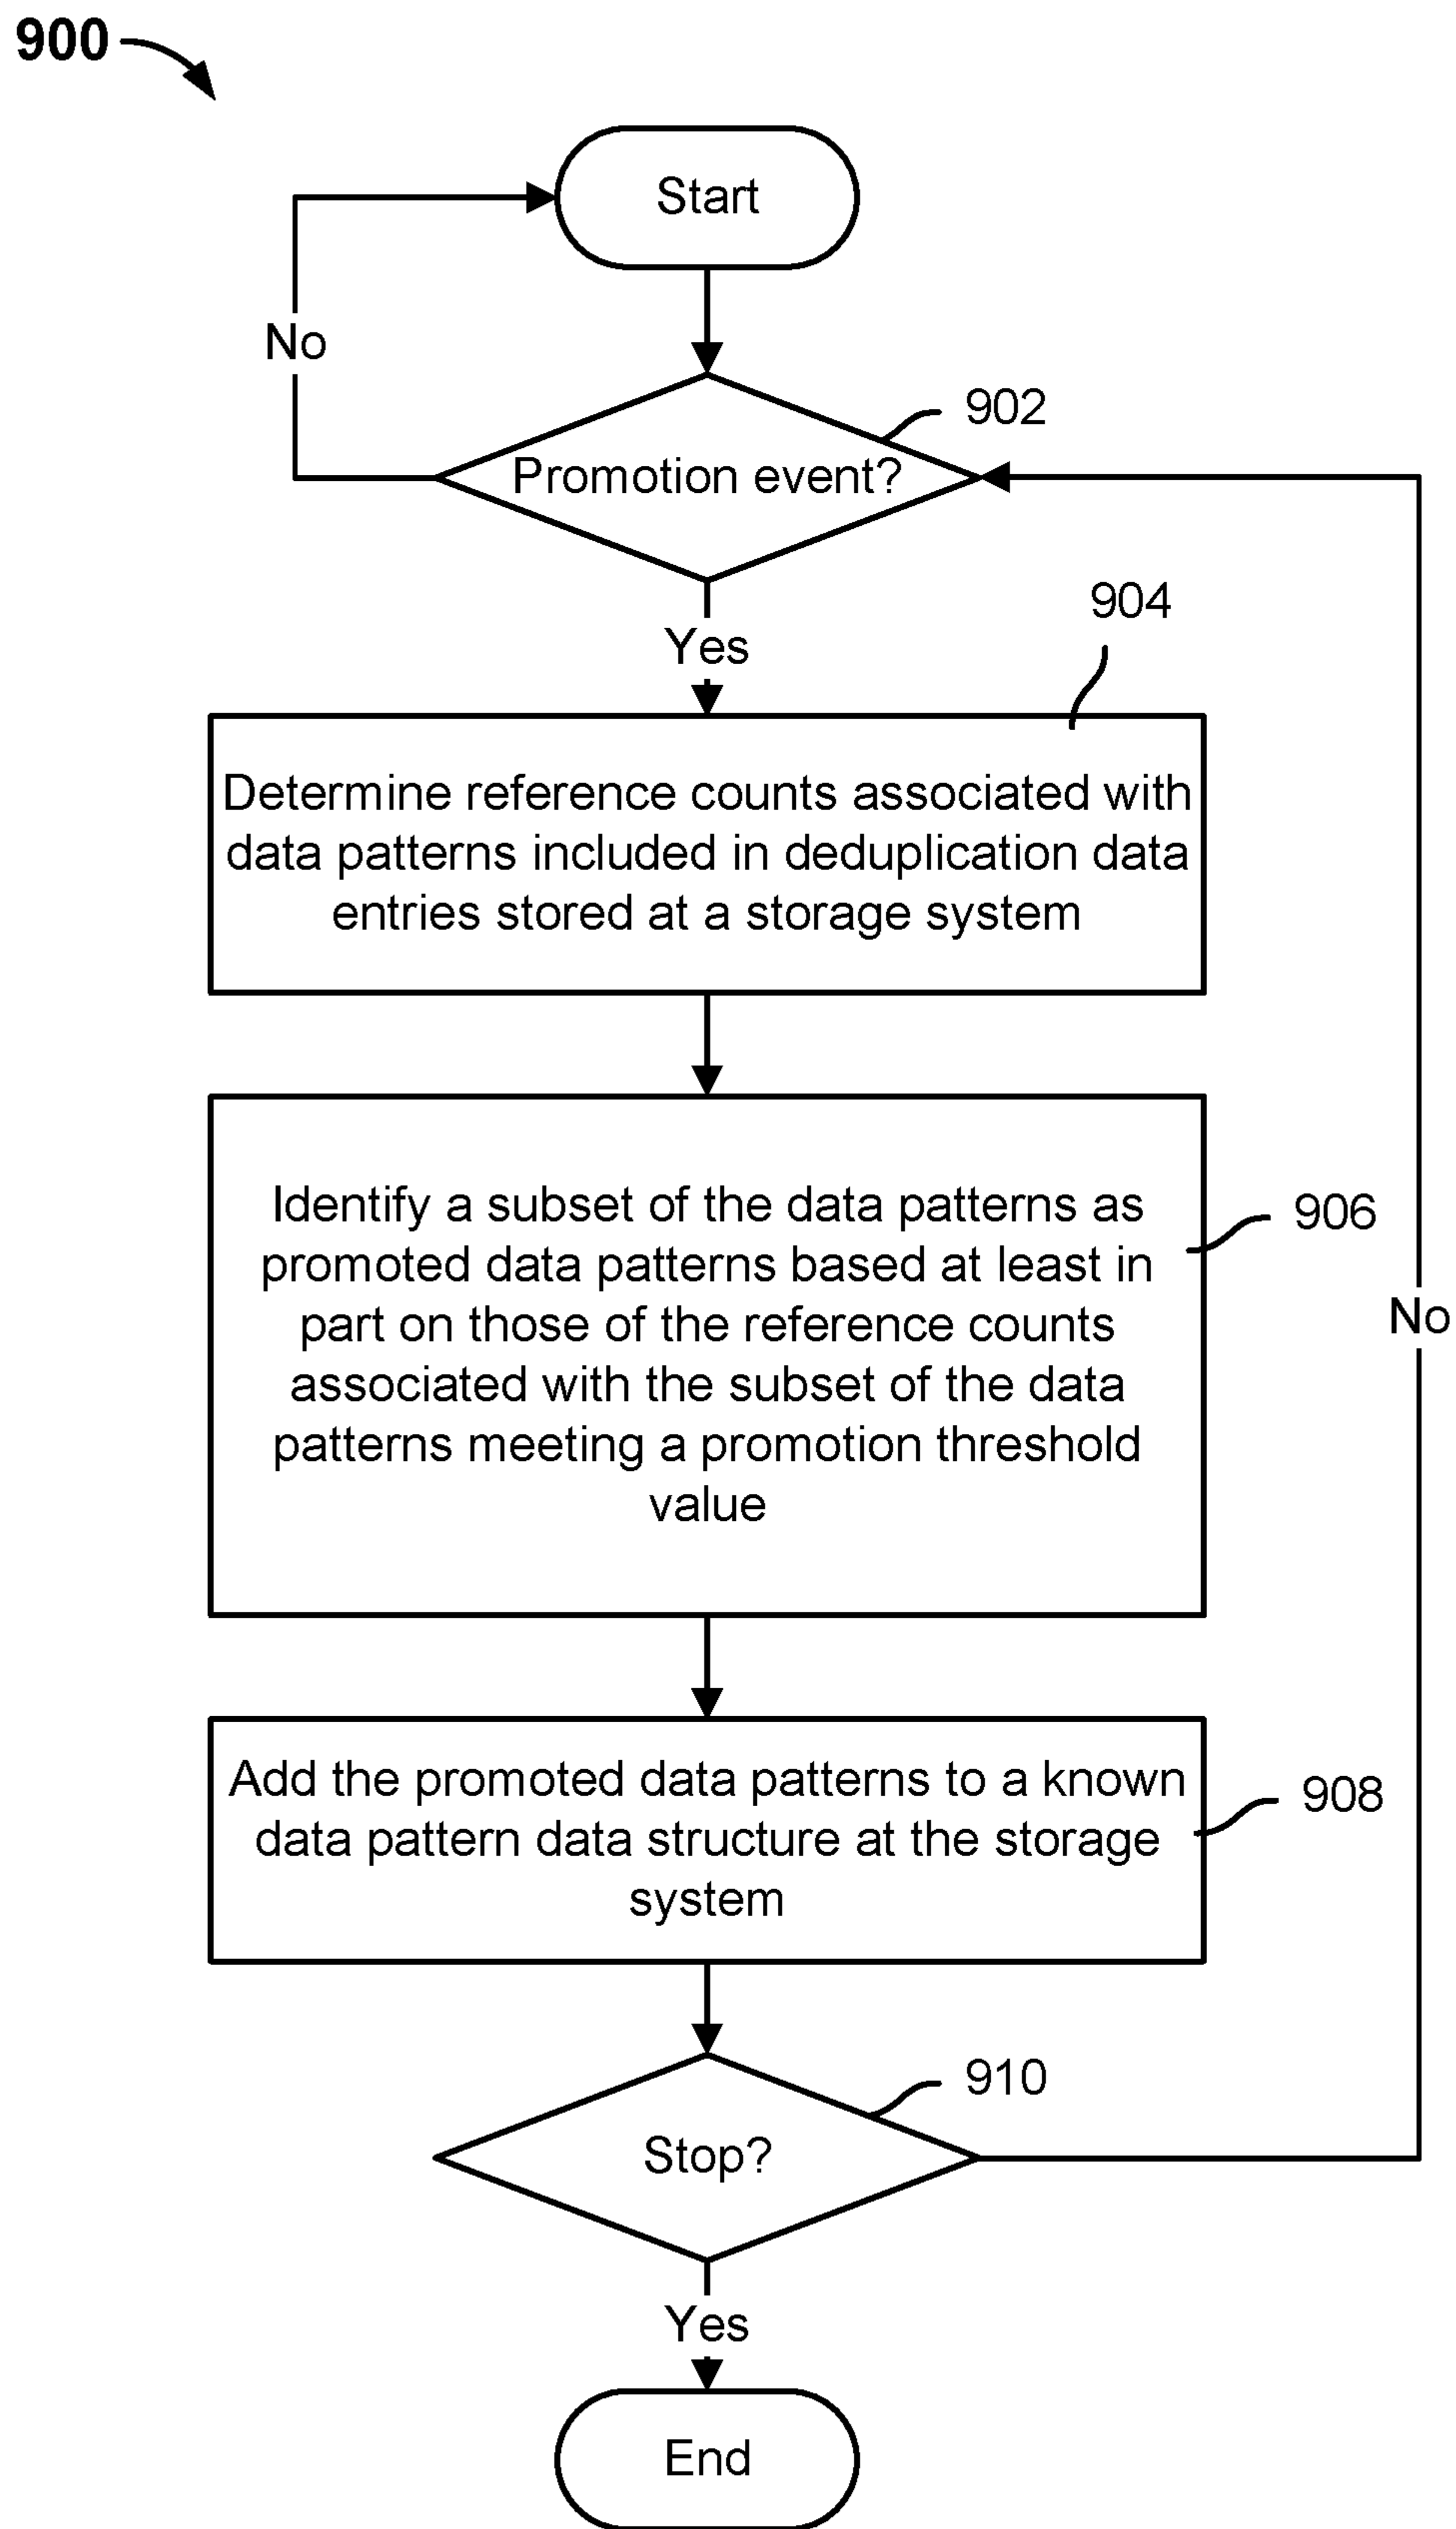 900
Start
No
902
Promotion event?
904
Yes
Determine reference counts associated with
data patterns included in deduplication data
entries stored at a storage system
Identify a subset of the data patterns as
promoted data patterns based at least in
part on those of the reference counts
associated with the subset of the data
patterns meeting a promotion threshold
value
906
No
Add the promoted data patterns to a known
data pattern data structure at the storage
system
908
910
Stop?
Yes
End